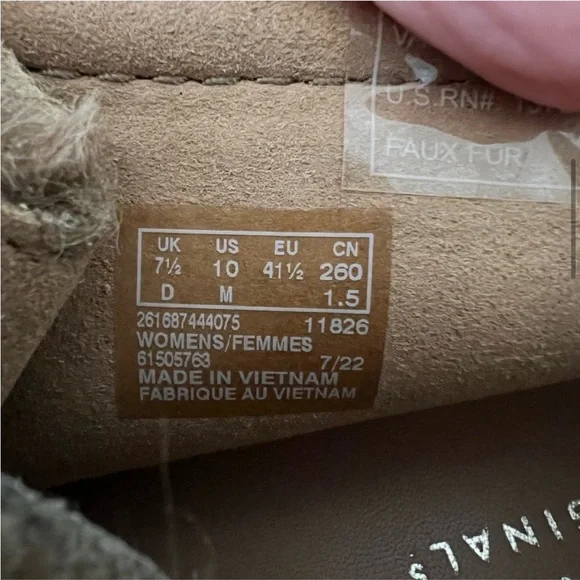 U.S.RN#
FAUX FUR
UK US EU CN
7½ 10 41½ 260
D M 1.5
261687444075 11826
WOMENS/FEMMES
61505763 7/22
MADE IN VIETNAM
FABRIQUE AU VIETNAM
GINALS